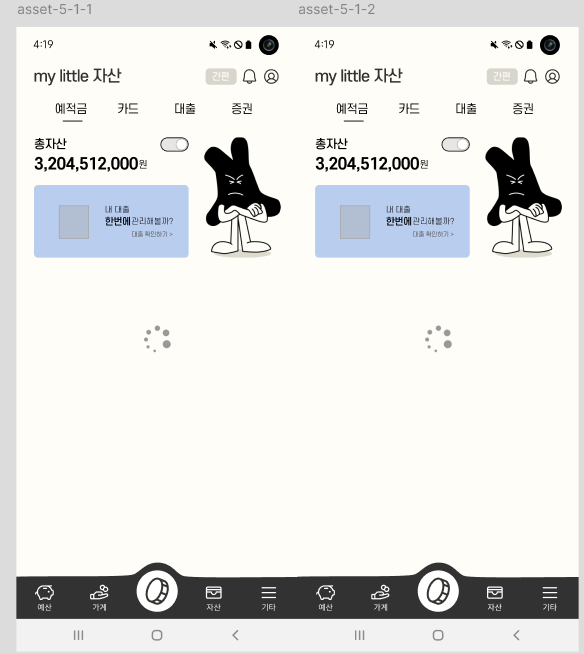 asset-5-1-1
4:19
my little 자산
간편
예적금 카드 대출 증권
총자산
3,204,512,000원
내 대출
한번에 관리해볼까?
대출 확인하기 >
예산 가계 자산 기타
asset-5-1-2
4:19
my little 자산
간편
예적금 카드 대출 증권
총자산
3,204,512,000원
내 대출
한번에 관리해볼까?
대출 확인하기 >
예산 가계 자산 기타